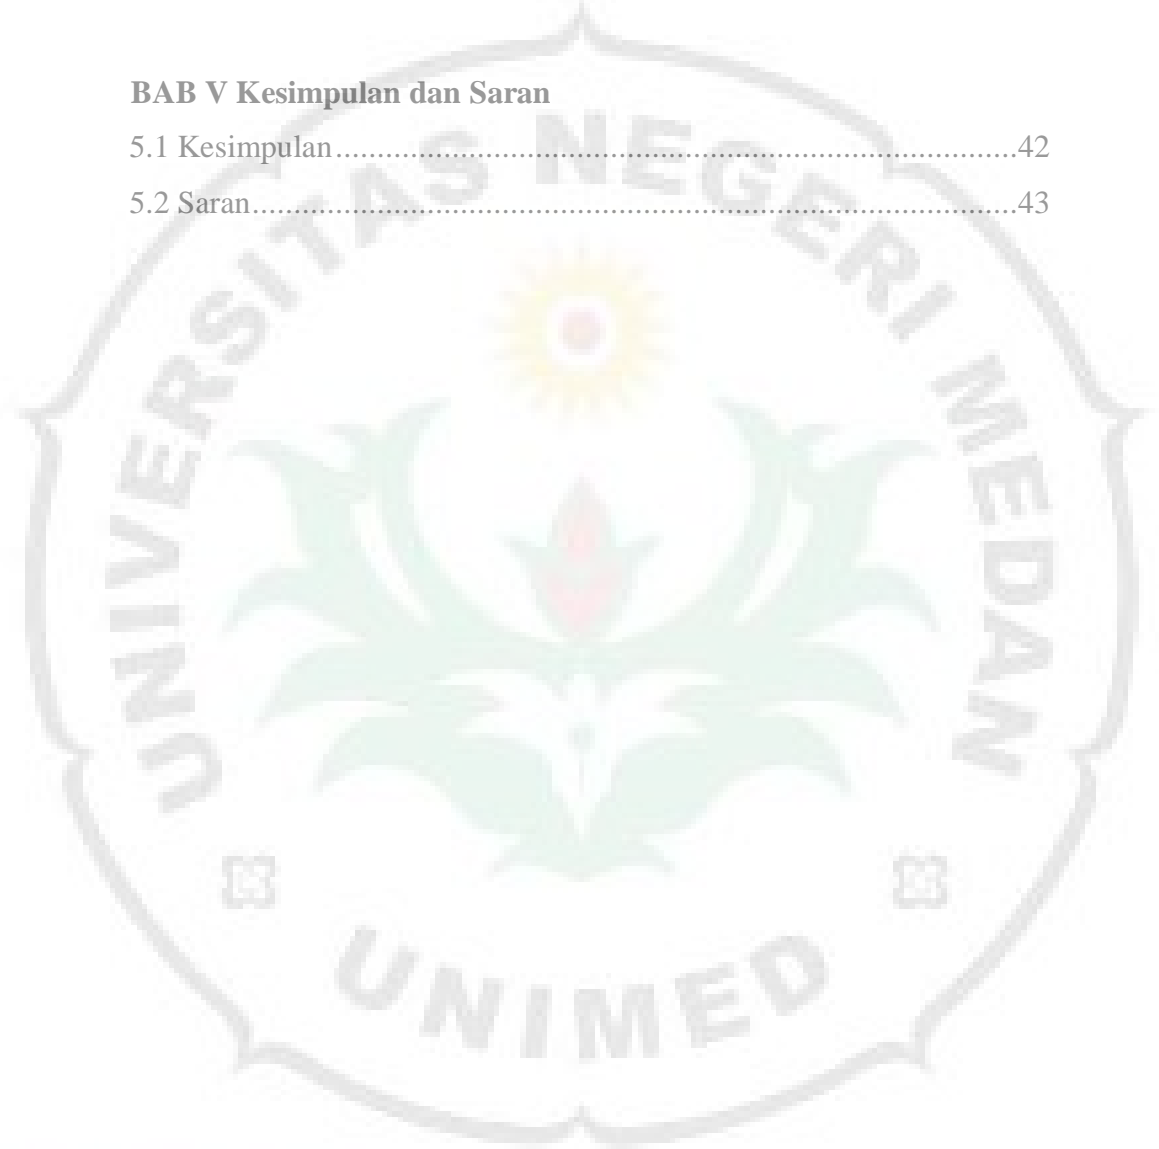 BAB V Kesimpulan dan Saran
5.1 Kesimpulan.....................................................................................42
5.2 Saran...............................................................................................43
UNIVERSITAS NEGERI MEDAN
UNIMED